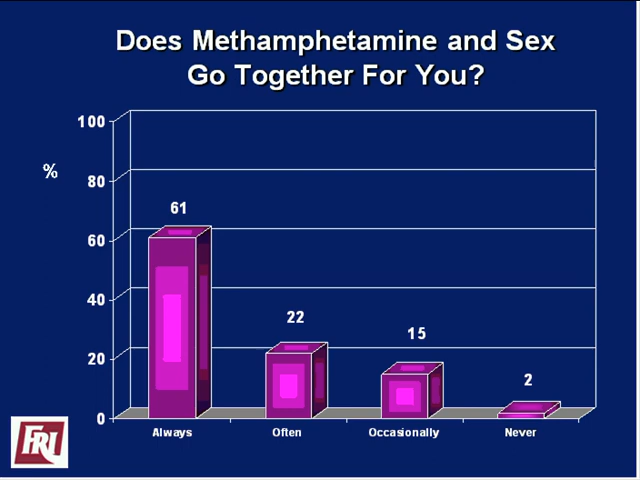 Does Methamphetamine and Sex
Go Together For You?
%
100
80
60
40
20
0
61
22
15
2
Always
Often
Occasionally
Never
FRI